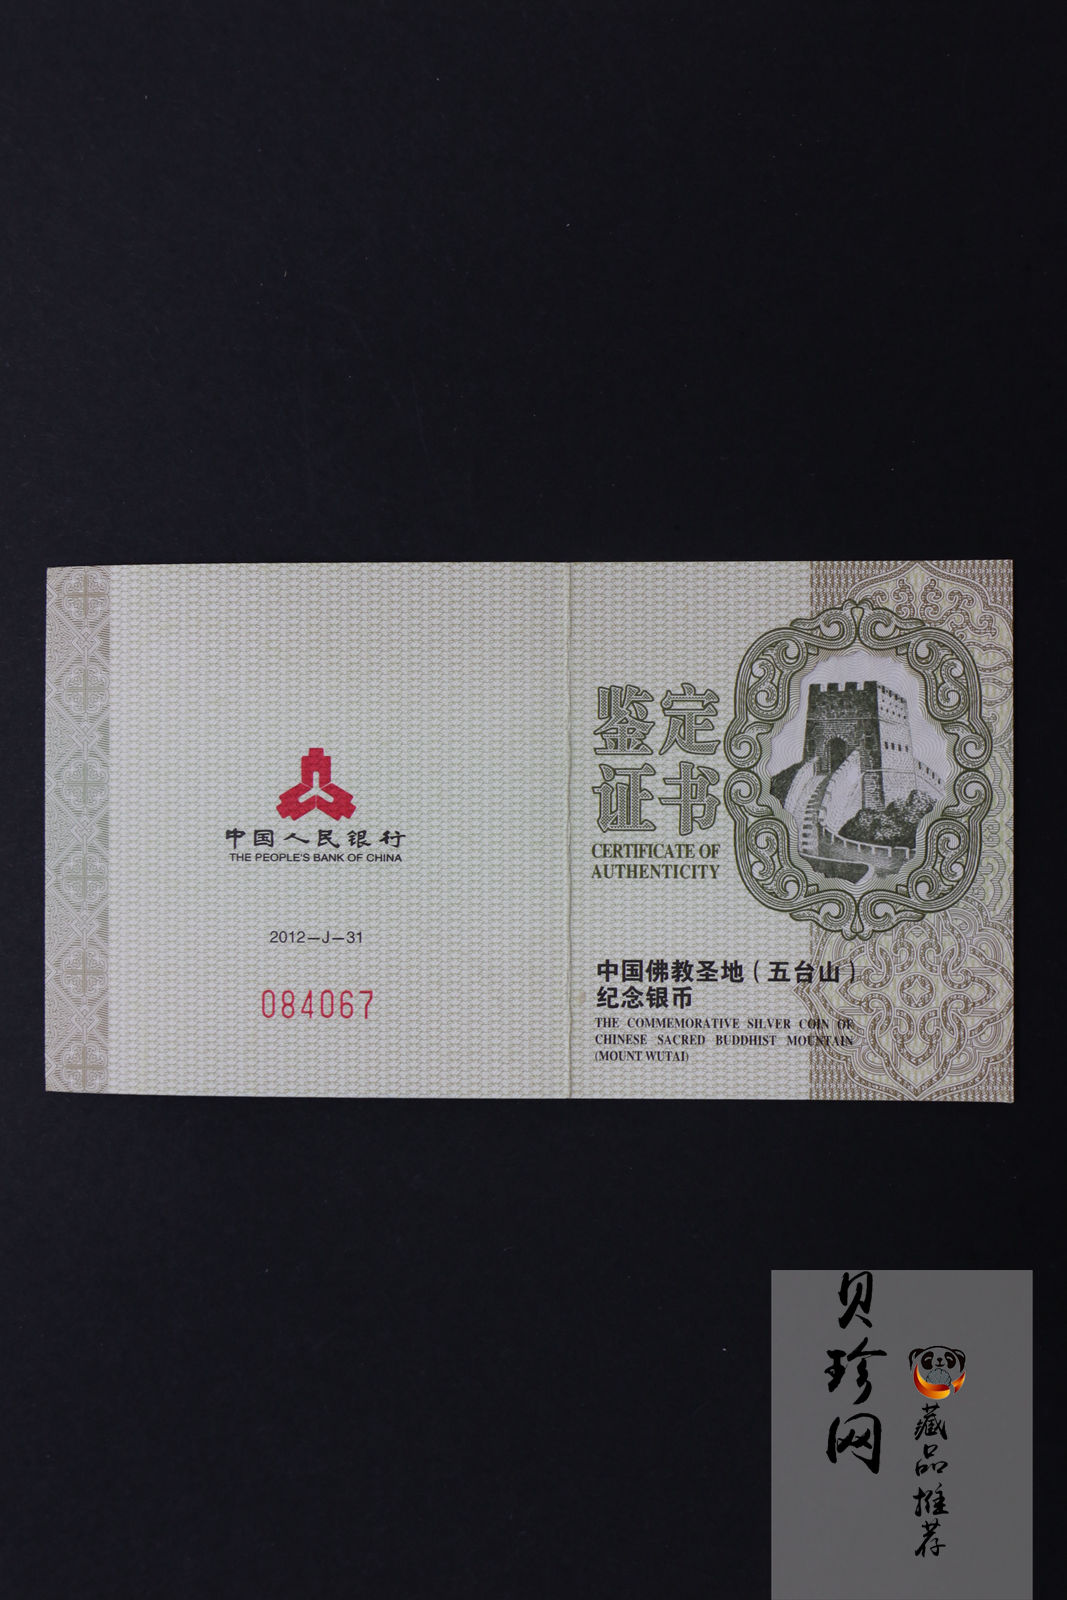 中国人民银行
THE PEOPLE'S BANK OF CHINA
2012—J—31
084067
鉴定
证书
CERTIFICATE OF
AUTHENTICITY
中国佛教圣地（五台山）
纪念银币
THE COMMEMORATIVE SILVER COIN OF
CHINESE SACRED BUDDHIST MOUNTAIN
(MOUNT WUTAI)
贝珍网
藏品推荐